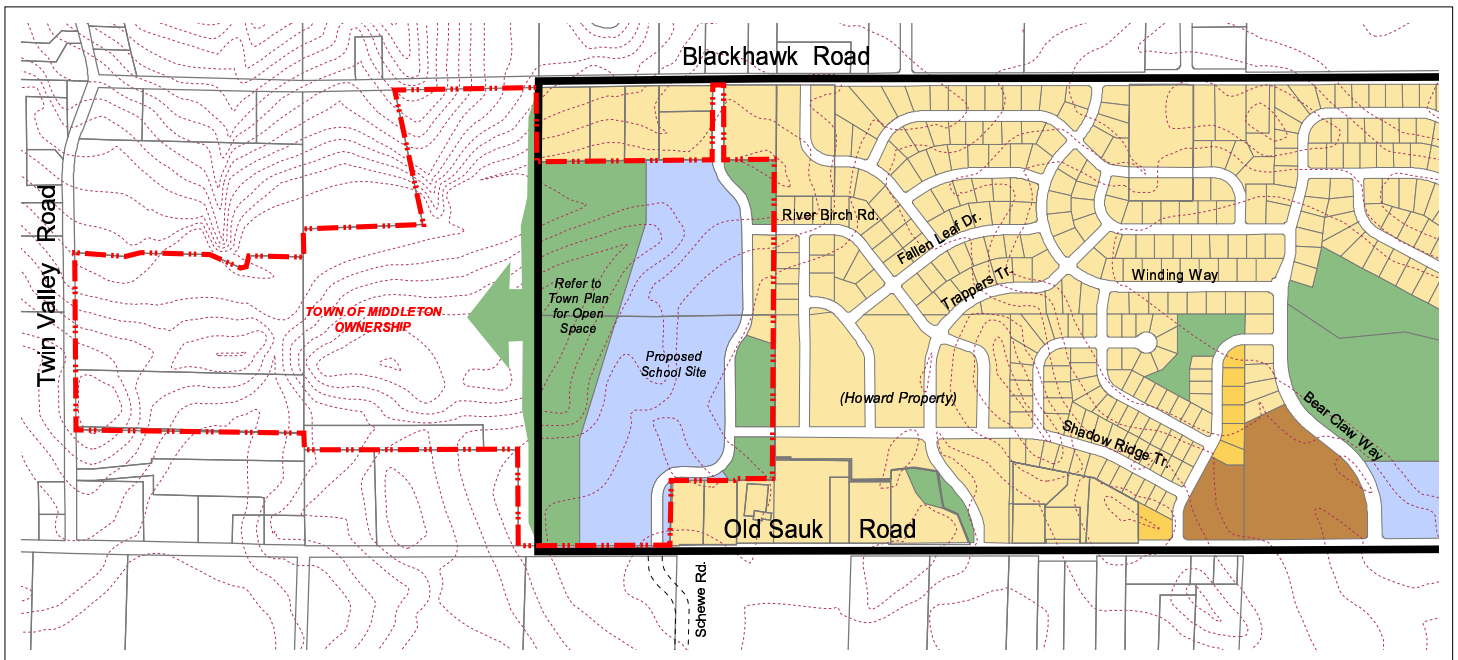 Blackhawk Road
Twin Valley Road
River Birch Rd.
Fallen Leaf Dr.
Trappers Tr.
Winding Way
Refer to
Town Plan
for Open
Space
TOWN OF MIDDLETON
OWNERSHIP
Proposed
School Site
(Howard Property)
Bear Claw Way
Shadow Ridge Tr.
Old Sauk Road
Schewe Rd.